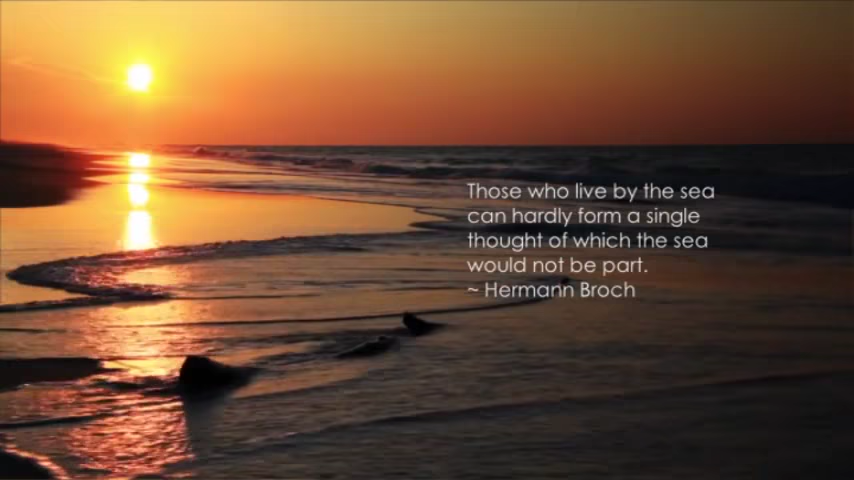 Those who live by the sea
can hardly form a single
thought of which the sea
would not be part.
~ Hermann Broch